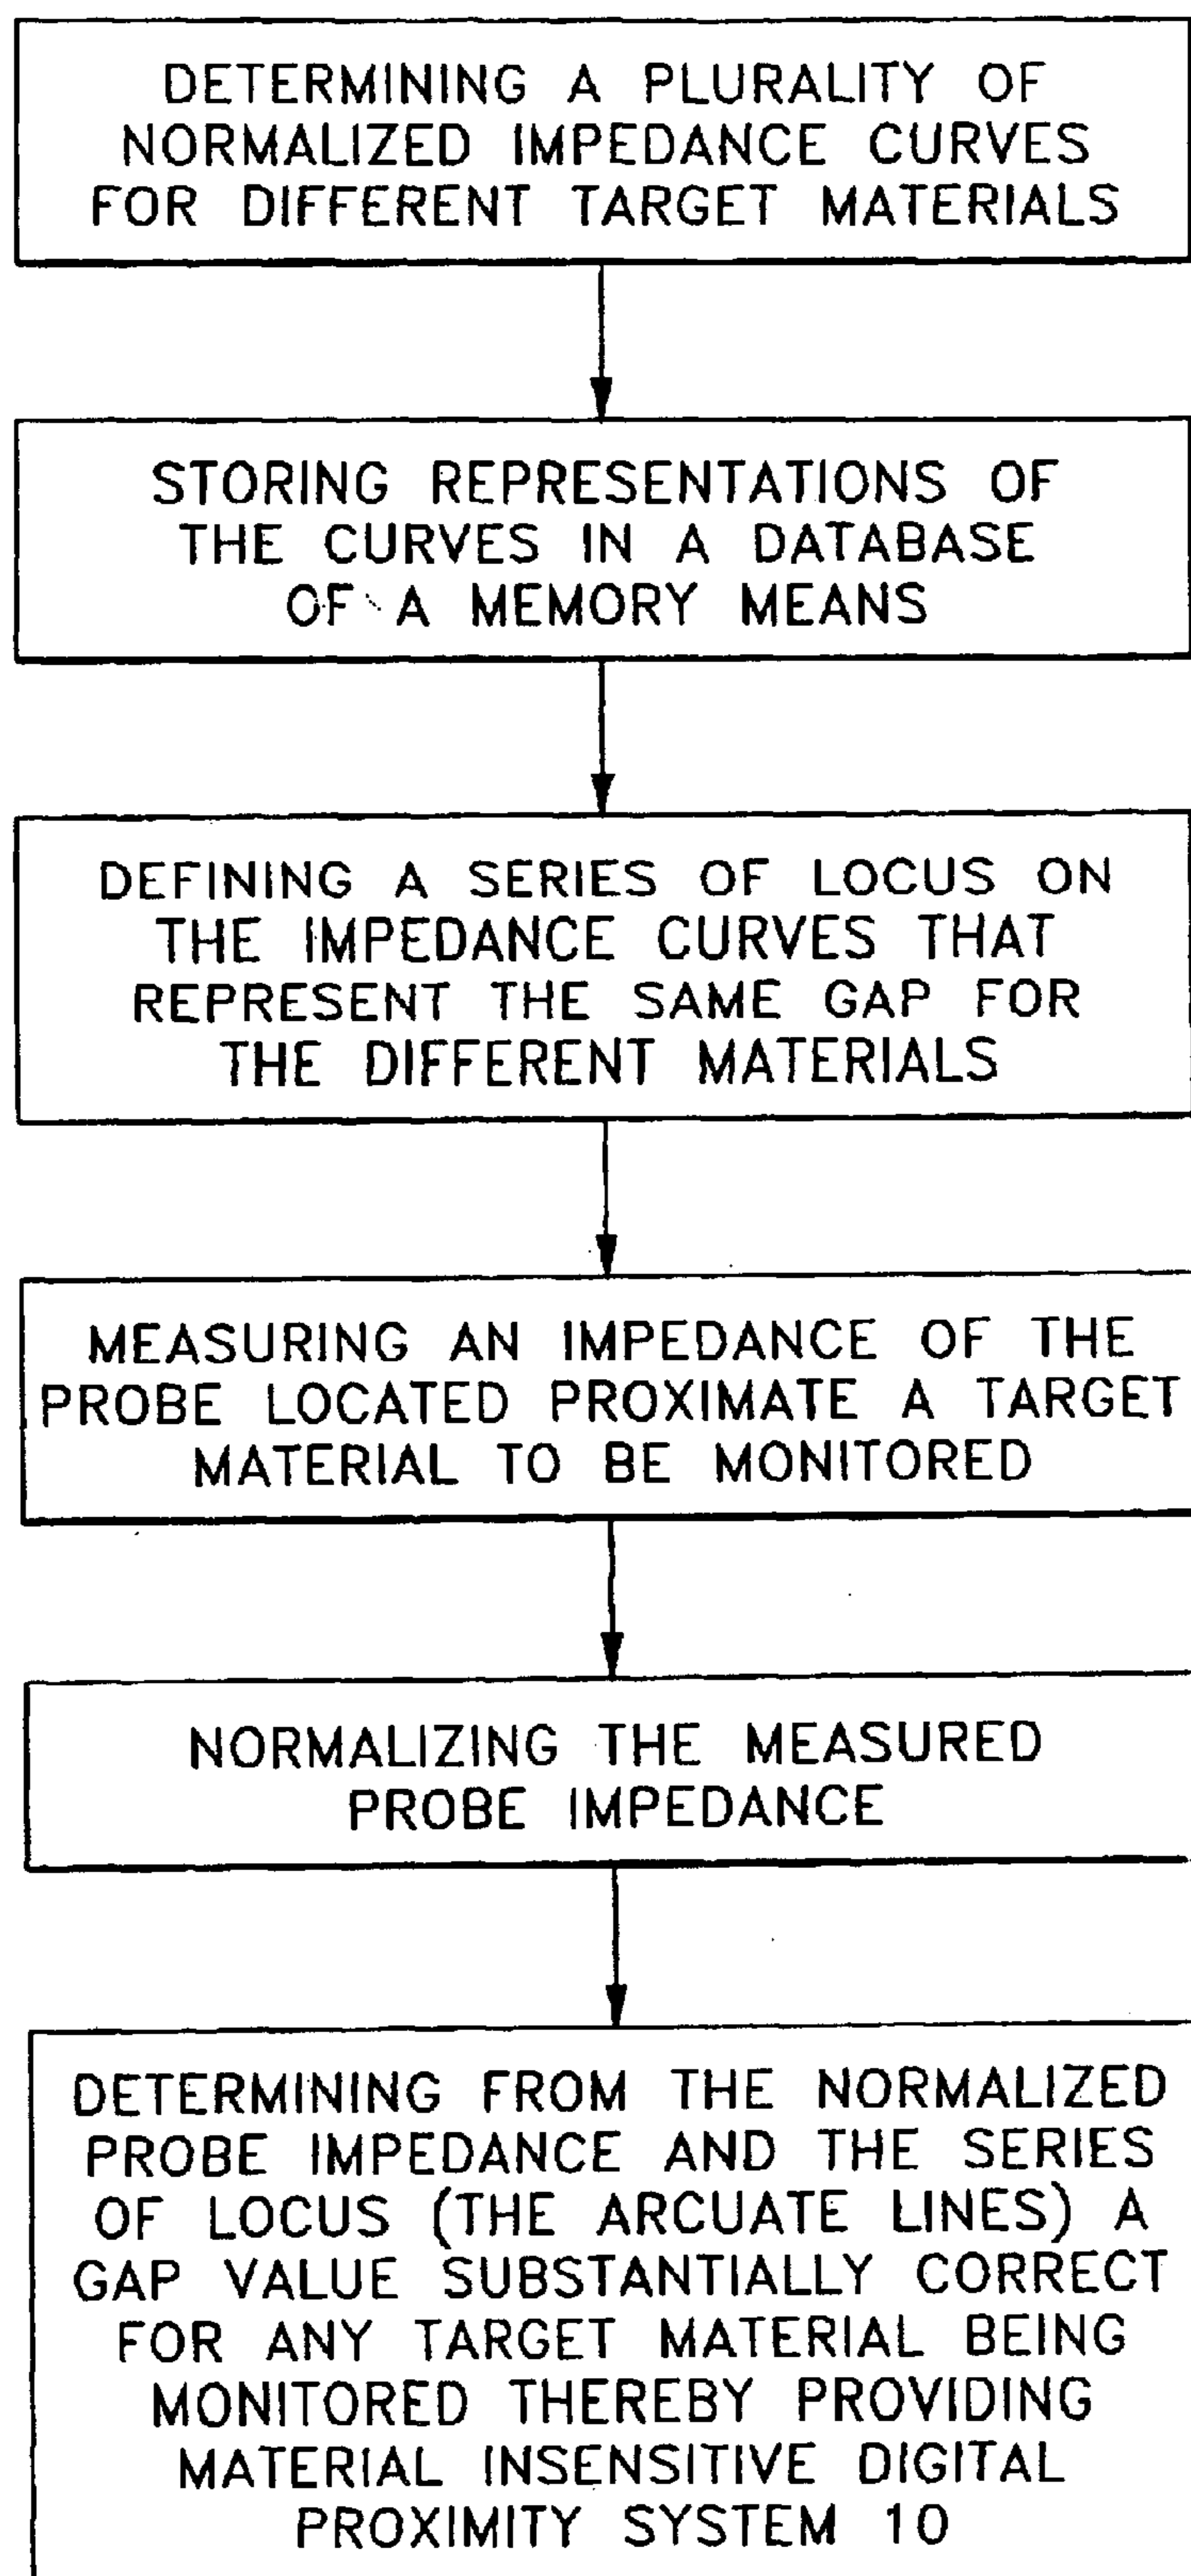 DETERMINING A PLURALITY OF
NORMALIZED IMPEDANCE CURVES
FOR DIFFERENT TARGET MATERIALS
STORING REPRESENTATIONS OF
THE CURVES IN A DATABASE
OF A MEMORY MEANS
DEFINING A SERIES OF LOCUS ON
THE IMPEDANCE CURVES THAT
REPRESENT THE SAME GAP FOR
THE DIFFERENT MATERIALS
MEASURING AN IMPEDANCE OF THE
PROBE LOCATED PROXIMATE A TARGET
MATERIAL TO BE MONITORED
NORMALIZING THE MEASURED
PROBE IMPEDANCE
DETERMINING FROM THE NORMALIZED
PROBE IMPEDANCE AND THE SERIES
OF LOCUS (THE ARCUATE LINES) A
GAP VALUE SUBSTANTIALLY CORRECT
FOR ANY TARGET MATERIAL BEING
MONITORED THEREBY PROVIDING
MATERIAL INSENSITIVE DIGITAL
PROXIMITY SYSTEM 10